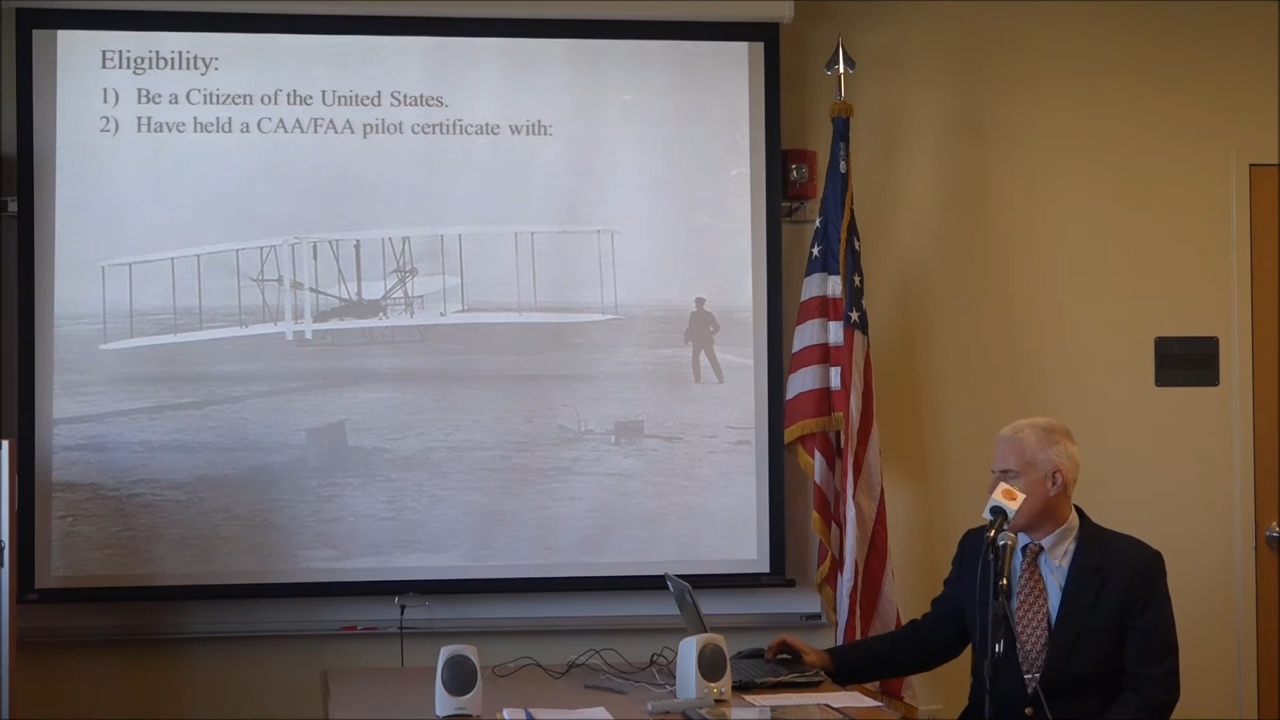 Eligibility:
1) Be a Citizen of the United States.
2) Have held a CAA/FAA pilot certificate with: